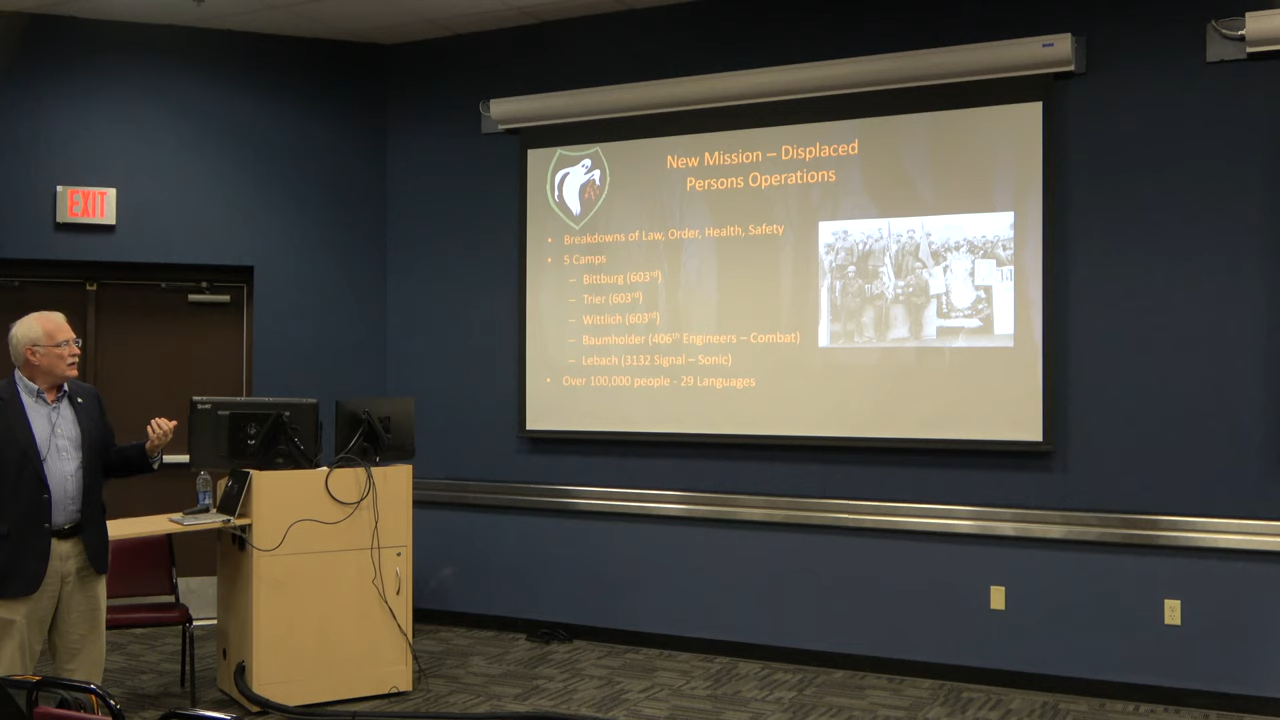 EXIT
New Mission – Displaced
Persons Operations
• Breakdowns of Law, Order, Health, Safety
• 5 Camps
– Bittburg (603rd)
– Trier (603rd)
– Wittlich (603rd)
– Baumholder (406th Engineers – Combat)
– Lebach (3132 Signal – Sonic)
• Over 100,000 people - 29 Languages